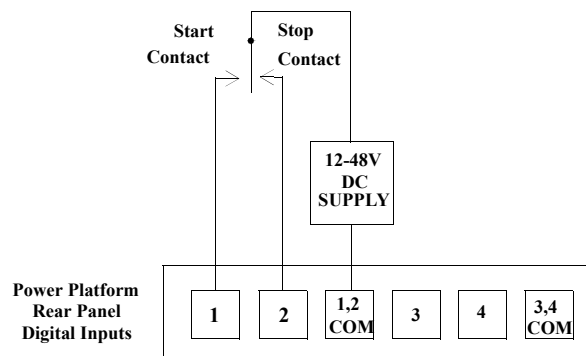 Start
Contact
Stop
Contact
12-48V
DC
SUPPLY
Power Platform
Rear Panel
Digital Inputs
1
2
1,2
COM
3
4
3,4
COM